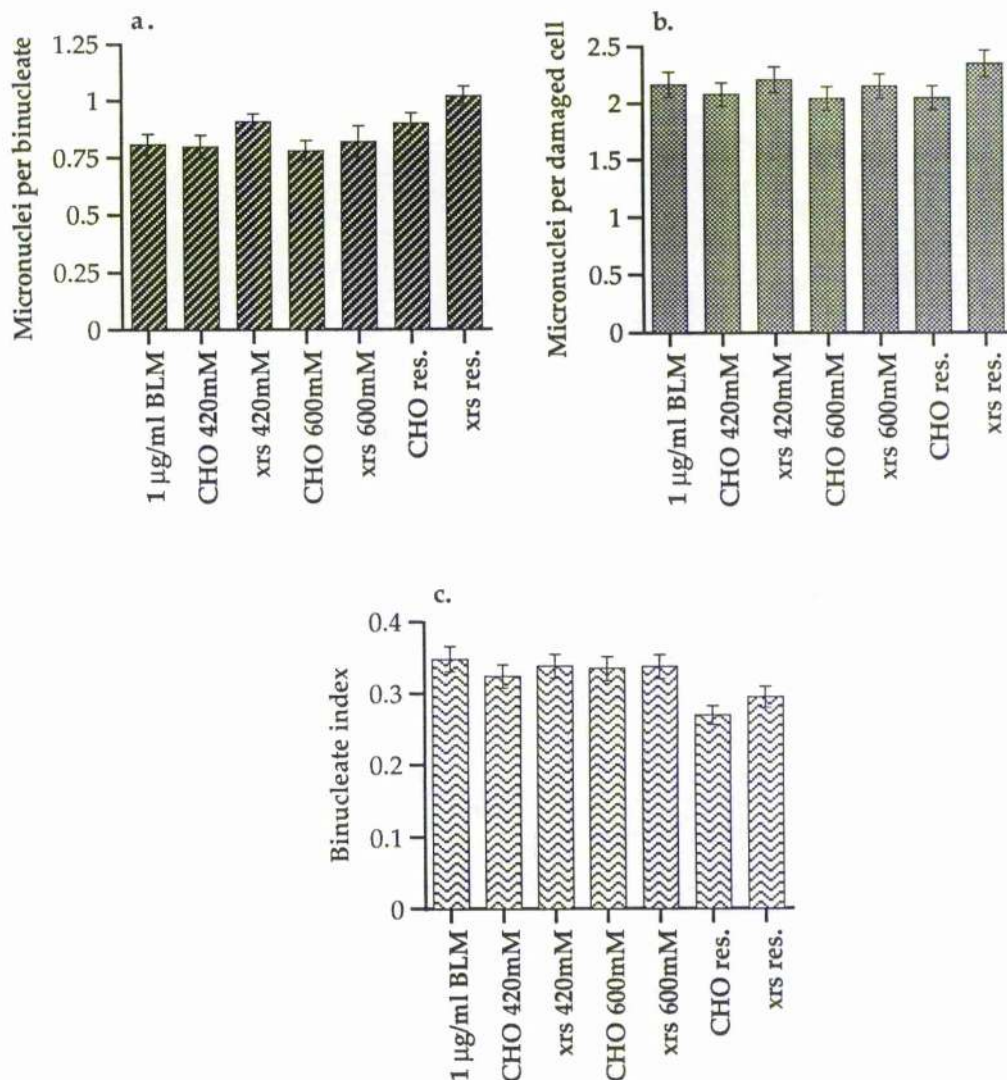 a.
Micronuclei per binucleate
1.25
1
0.75
0.5
0.25
0
1 µg/ml BLM
CHO 420mM
xrs 420mM
CHO 600mM
xrs 600mM
CHO res.
xrs res.
b.
Micronuclei per damaged cell
2.5
2
1.5
1
0.5
0
1 µg/ml BLM
CHO 420mM
xrs 420mM
CHO 600mM
xrs 600mM
CHO res.
xrs res.
c.
Binucleate index
0.4
0.3
0.2
0.1
0
1 µg/ml BLM
CHO 420mM
xrs 420mM
CHO 600mM
xrs 600mM
CHO res.
xrs res.